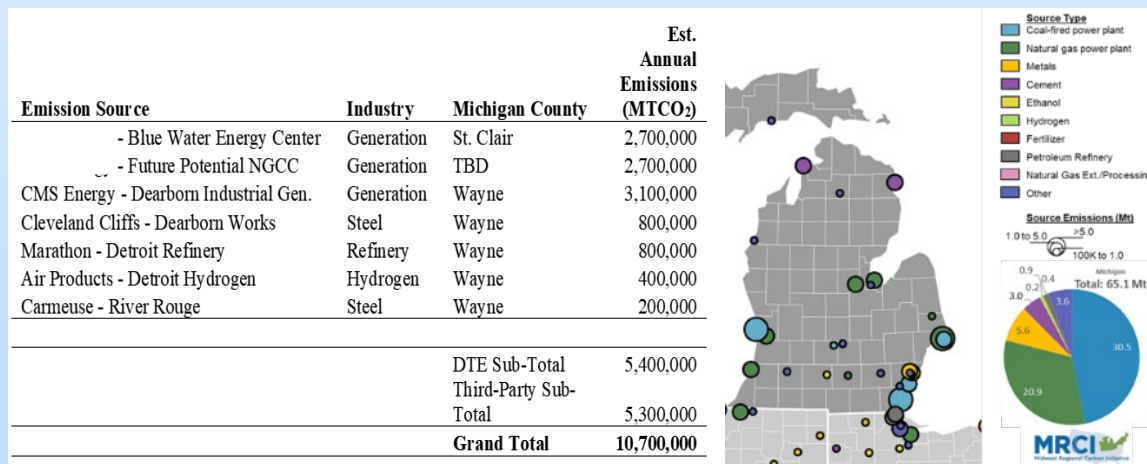 Est.
Annual
Emissions
Emission Source Industry Michigan County (MTCO₂)
- Blue Water Energy Center Generation St. Clair 2,700,000
- Future Potential NGCC Generation TBD 2,700,000
CMS Energy - Dearborn Industrial Gen. Generation Wayne 3,100,000
Cleveland Cliffs - Dearborn Works Steel Wayne 800,000
Marathon - Detroit Refinery Refinery Wayne 800,000
Air Products - Detroit Hydrogen Hydrogen Wayne 400,000
Carmeuse - River Rouge Steel Wayne 200,000
DTE Sub-Total 5,400,000
Third-Party Sub-
Total 5,300,000
Grand Total 10,700,000
Source Type
Coal-fired power plant
Natural gas power plant
Metals
Cement
Ethanol
Hydrogen
Fertilizer
Petroleum Refinery
Natural Gas Ext./Processin
Other
Source Emissions (Mt)
1.0 to 5.0 >5.0
100K to 1.0
Michigan
Total: 65.1 Mt
0.9
0.4
0.2
3.0
3.6
5.6
30.5
20.9
MRCI
Midwest Regional Carbon Initiative